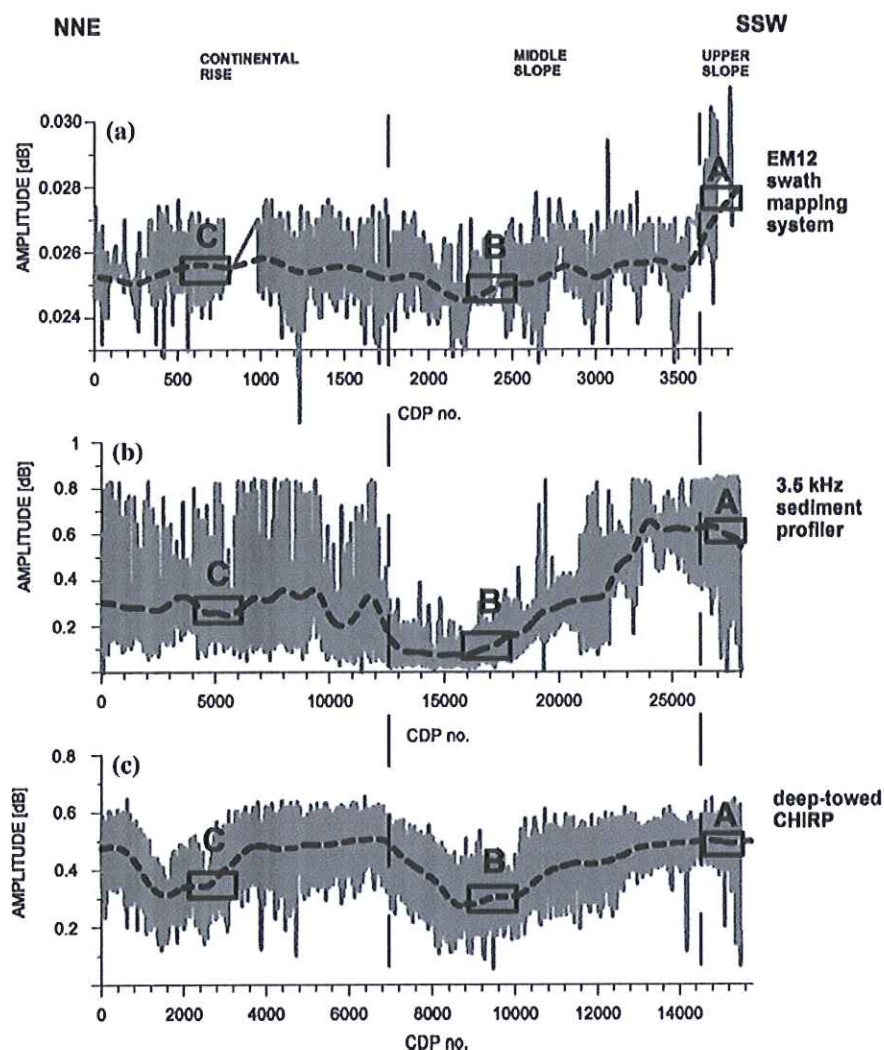 NNE
SSW
CONTINENTAL
RISE
MIDDLE
SLOPE
UPPER
SLOPE
(a)
AMPLITUDE [dB]
0.030
0.028
0.026
0.024
C
B
A
EM12
swath
mapping
system
0 500 1000 1500 2000 2500 3000 3500
CDP no.
(b)
AMPLITUDE [dB]
1
0.8
0.6
0.4
0.2
C
B
A
3.5 kHz
sediment
profiler
0 5000 10000 15000 20000 25000
CDP no.
(c)
AMPLITUDE [dB]
0.8
0.6
0.4
0.2
C
B
A
deep-towed
CHIRP
0 2000 4000 6000 8000 10000 12000 14000
CDP no.